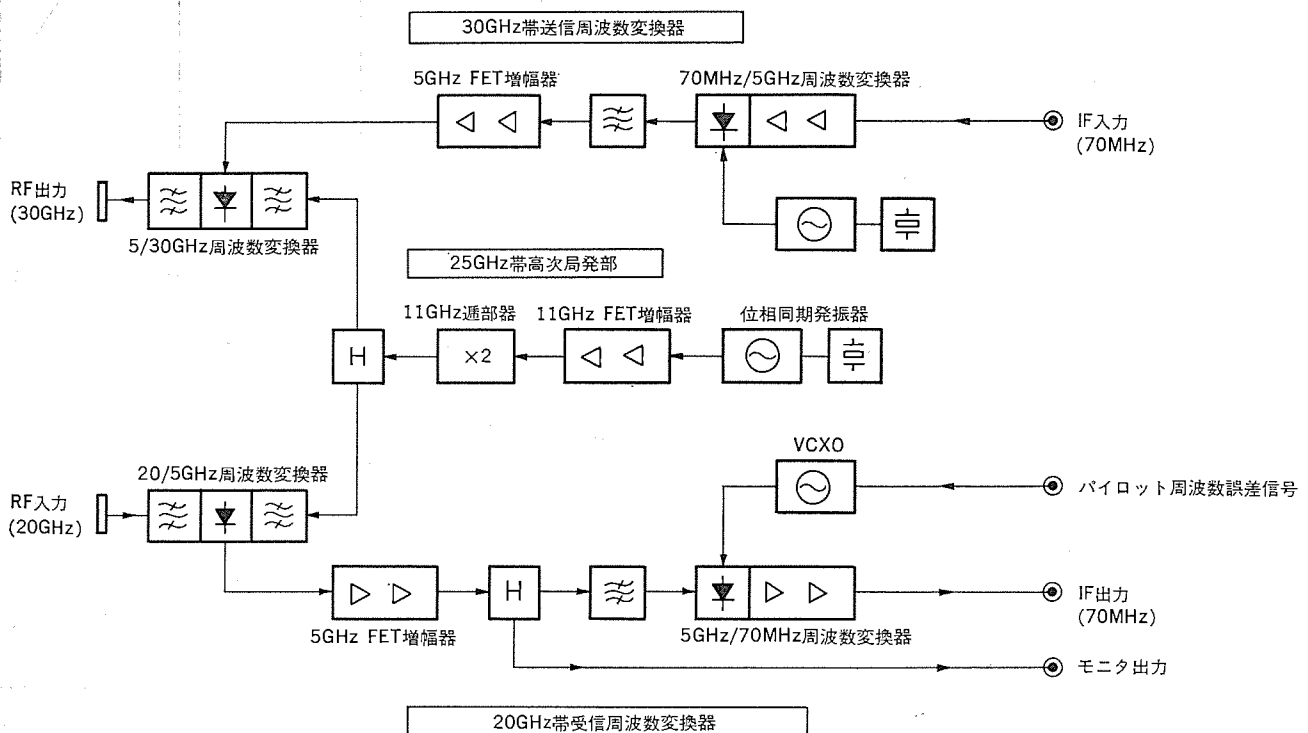 30GHz帯送信周波数変換器
5GHz FET増幅器
70MHz/5GHz周波数変換器
IF入力
(70MHz)
RF出力
(30GHz)
5/30GHz周波数変換器
25GHz帯高次局発部
11GHz逓部器
11GHz FET増幅器
位相同期発振器
H
×2
VCXO
20/5GHz周波数変換器
RF入力
(20GHz)
パイロット周波数誤差信号
H
IF出力
(70MHz)
5GHz FET増幅器
5GHz/70MHz周波数変換器
モニタ出力
20GHz帯受信周波数変換器